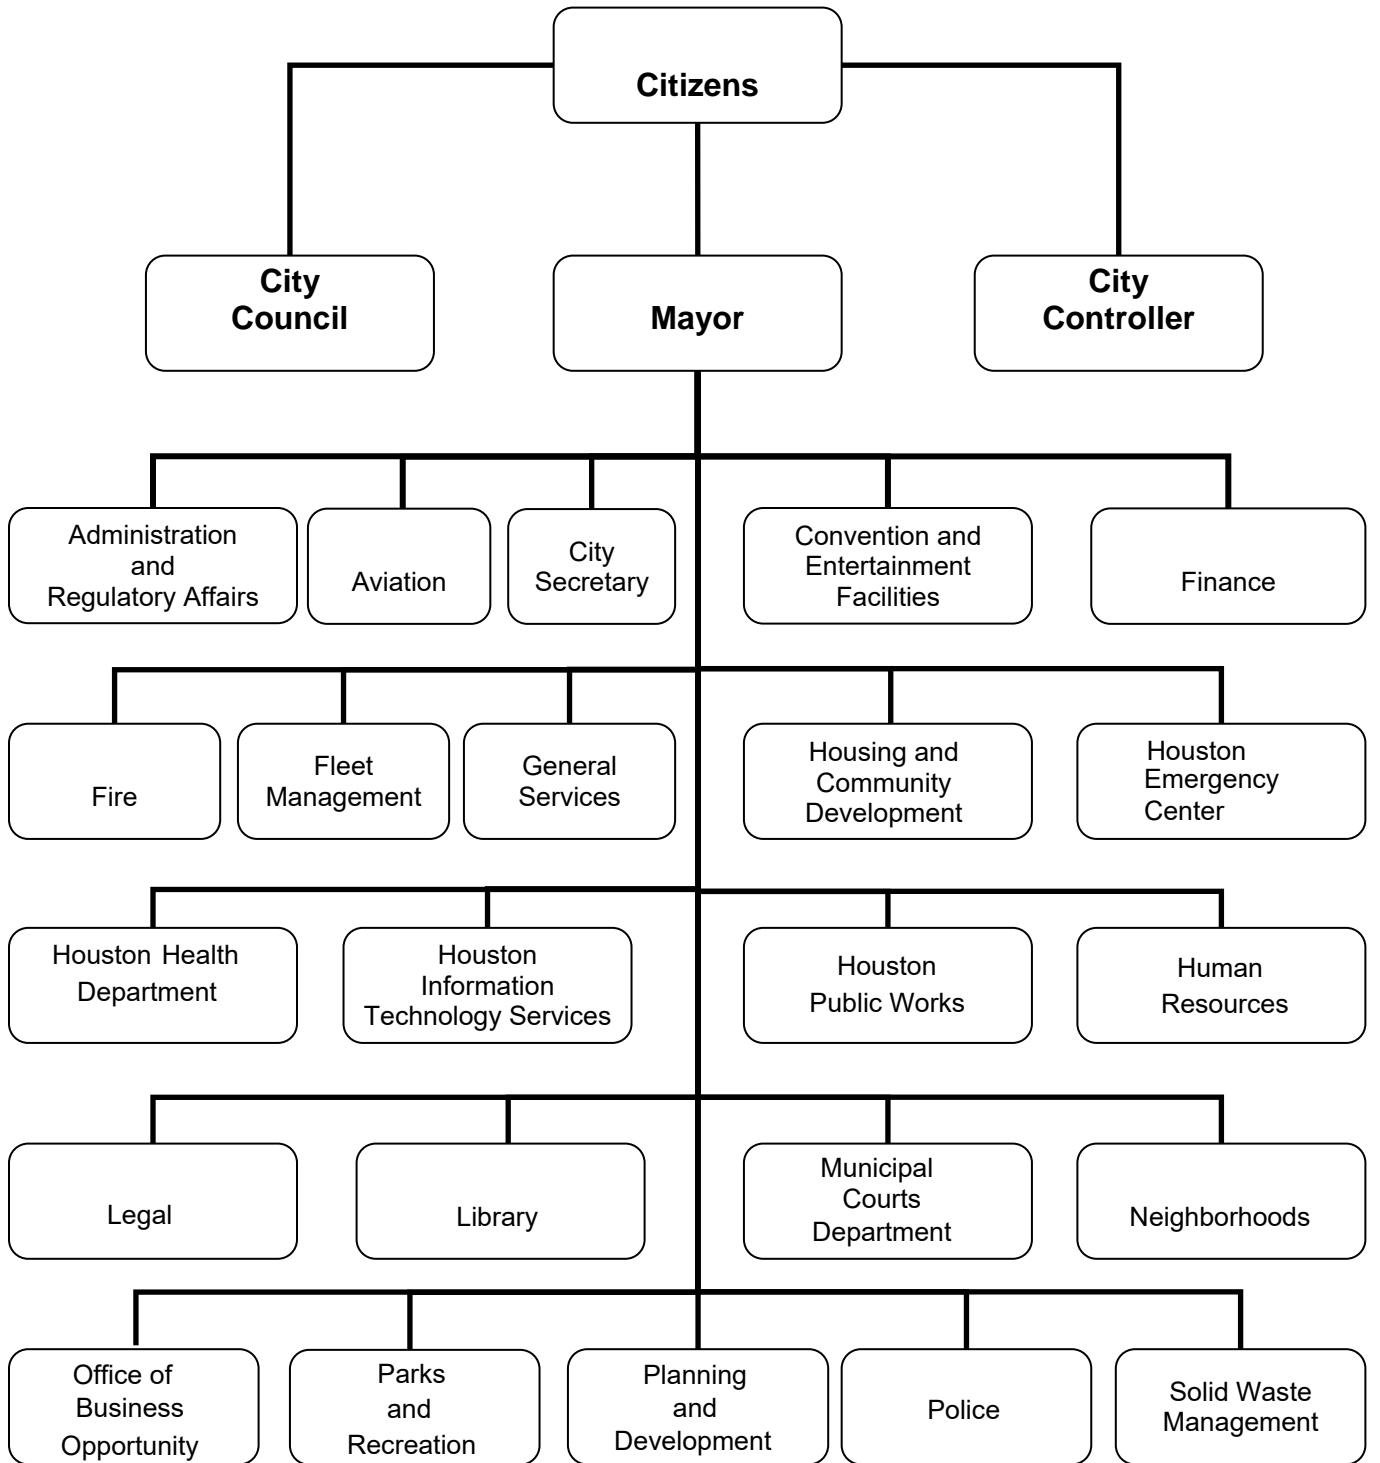 Citizens
City
Council
Mayor
City
Controller
Administration
and
Regulatory Affairs
Aviation
City
Secretary
Convention and
Entertainment
Facilities
Finance
Fire
Fleet
Management
General
Services
Housing and
Community
Development
Houston
Emergency
Center
Houston Health
Department
Houston
Information
Technology Services
Houston
Public Works
Human
Resources
Legal
Library
Municipal
Courts
Department
Neighborhoods
Office of
Business
Opportunity
Parks
and
Recreation
Planning
and
Development
Police
Solid Waste
Management